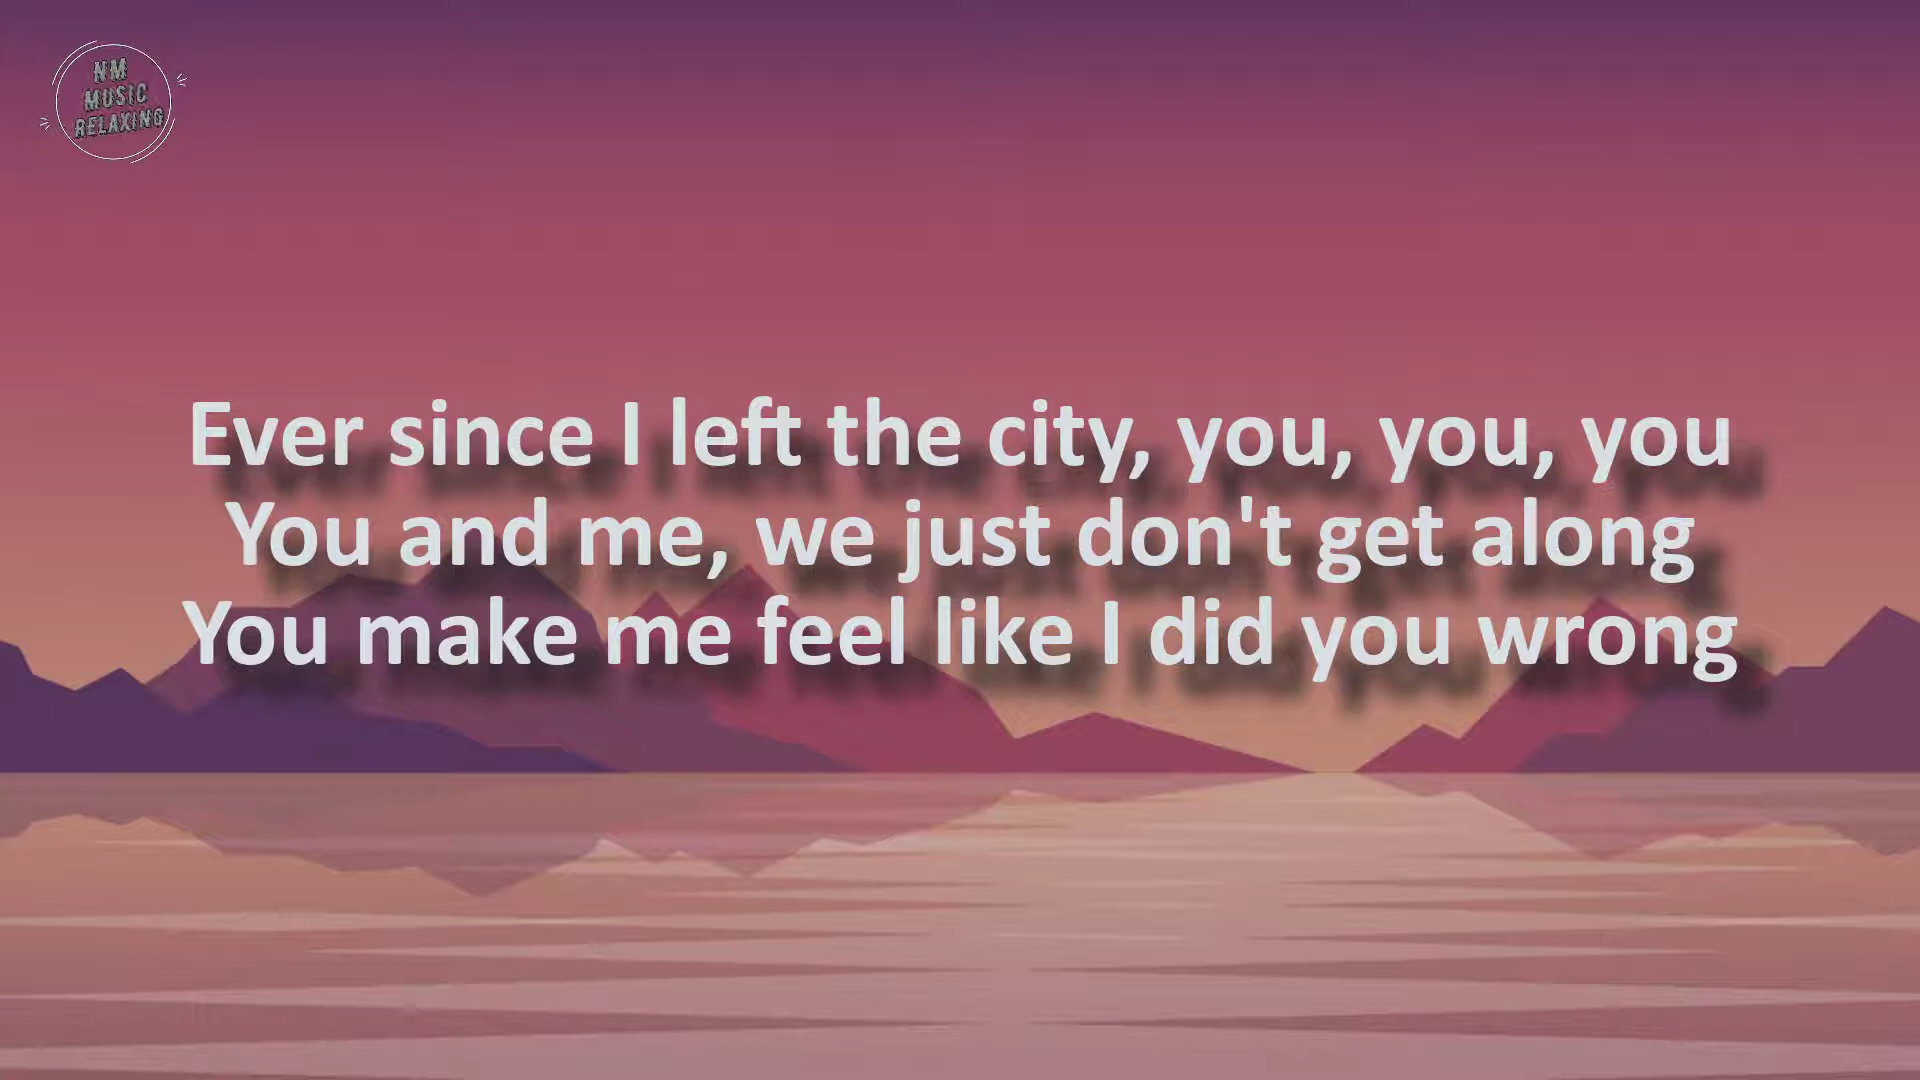 NM
MUSIC
RELAXING
Ever since I left the city, you, you, you
You and me, we just don't get along
You make me feel like I did you wrong